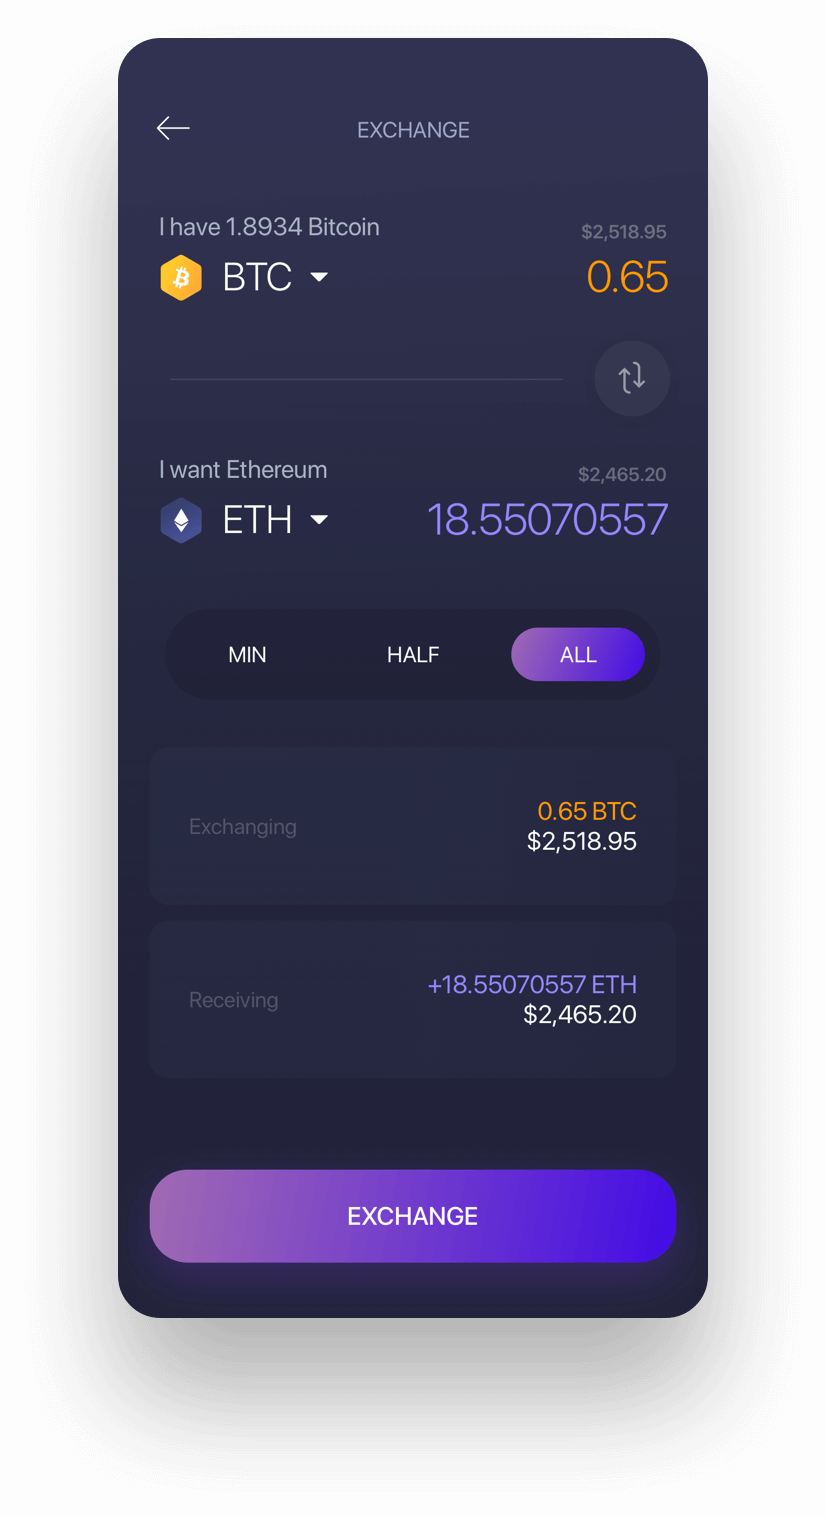 EXCHANGE
I have 1.8934 Bitcoin
$2,518.95
BTC
0.65
I want Ethereum
$2,465.20
ETH
18.55070557
MIN
HALF
ALL
Exchanging
0.65 BTC
$2,518.95
Receiving
+18.55070557 ETH
$2,465.20
EXCHANGE